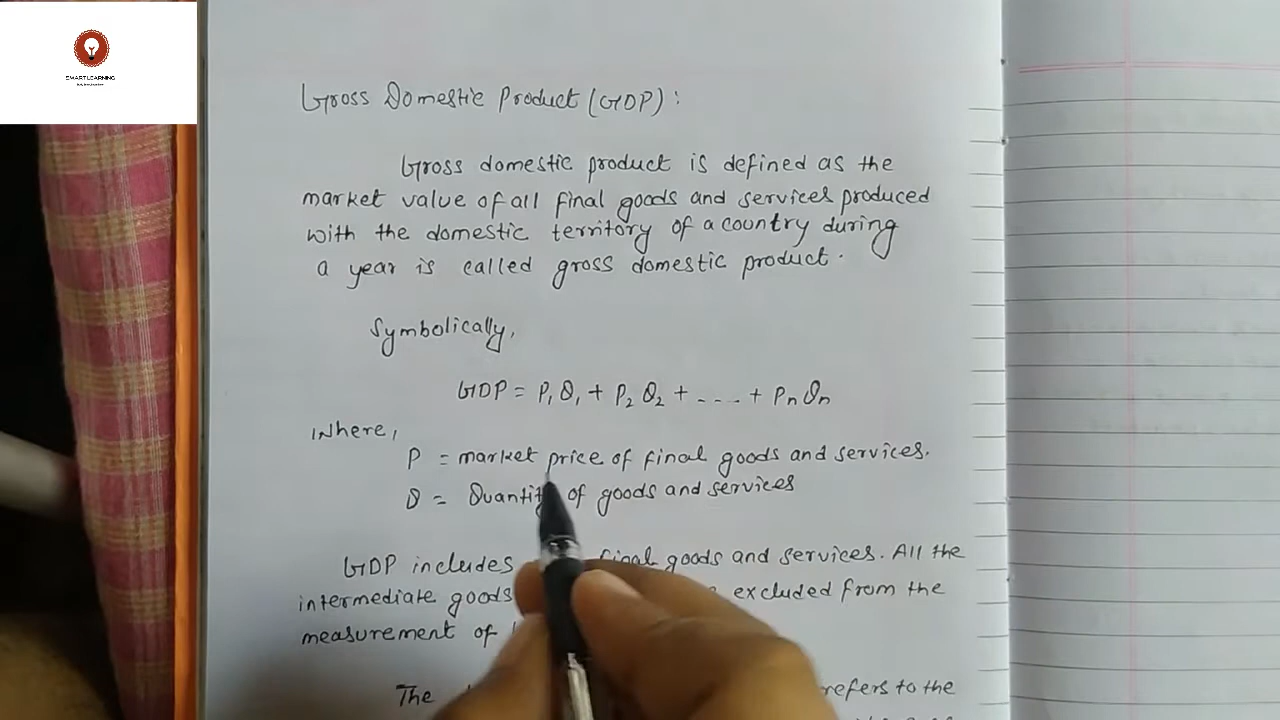 SMART LEARNING
Gross Domestic Product (GDP) :
Gross domestic product is defined as the
market value of all final goods and services produced
with the domestic territory of a country during
a year is called gross domestic product.
Symbolically,
GDP = P₁Q₁ + P₂Q₂ + ---- + PₙQₙ
Where,
P = market price of final goods and services.
Q = Quantity of goods and services
GDP includes final goods and services. All the
intermediate goods excluded from the
measurement of
The refers to the